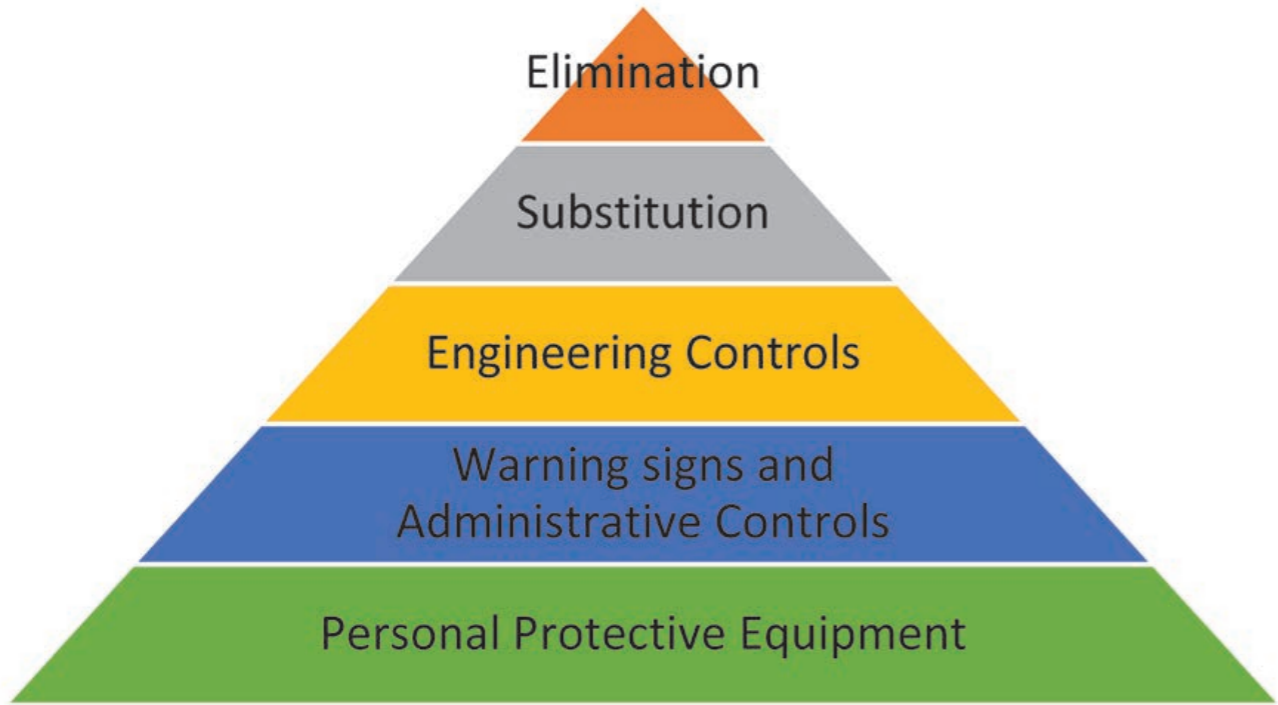 Elimination
Substitution
Engineering Controls
Warning signs and
Administrative Controls
Personal Protective Equipment